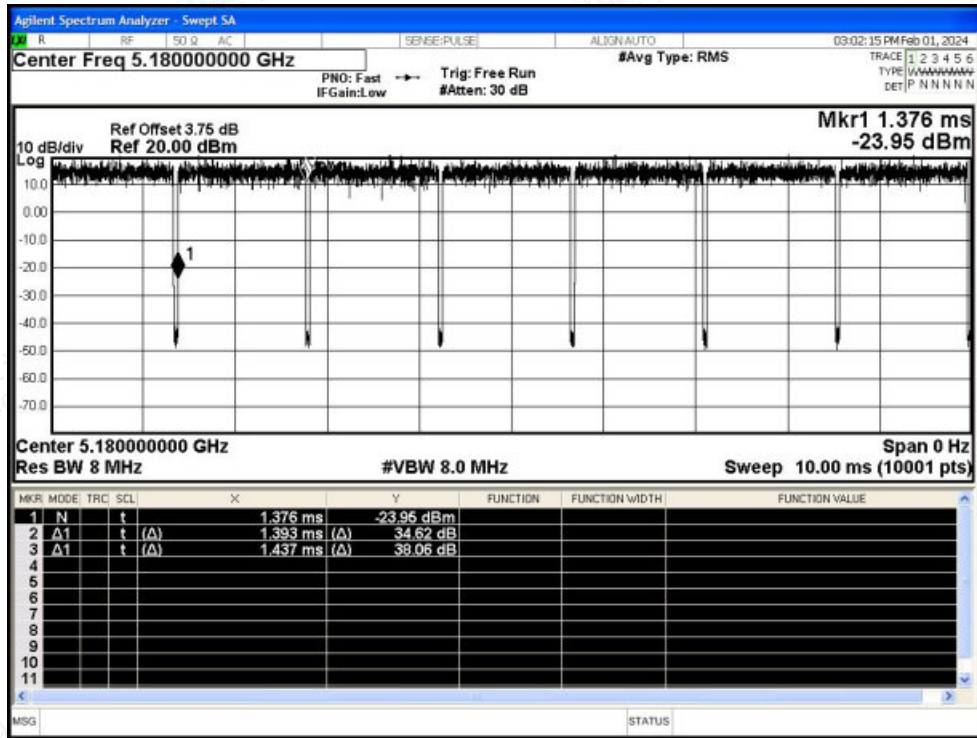 Agilent Spectrum Analyzer - Swept SA
R RF 50 Ω AC SENSE:PULSE ALIGN AUTO 03:02:15 PM Feb 01, 2024
Center Freq 5.180000000 GHz #Avg Type: RMS TRACE 1 2 3 4 5 6
PNO: Fast Trig: Free Run TYPE
IFGain:Low #Atten: 30 dB DET P N N N N N
Mkr1 1.376 ms
Ref Offset 3.75 dB
10 dB/div Ref 20.00 dBm -23.95 dBm
Log
10.0
0.00
-10.0
1
-20.0
-30.0
-40.0
-50.0
-60.0
-70.0
Center 5.180000000 GHz Span 0 Hz
Res BW 8 MHz #VBW 8.0 MHz Sweep 10.00 ms (10001 pts)
MKR MODE TRC SCL X Y FUNCTION FUNCTION WIDTH FUNCTION VALUE
1 N t 1.376 ms -23.95 dBm
2 Δ1 t (Δ) 1.393 ms (Δ) 34.62 dB
3 Δ1 t (Δ) 1.437 ms (Δ) 38.06 dB
4
5
6
7
8
9
10
11
MSG STATUS